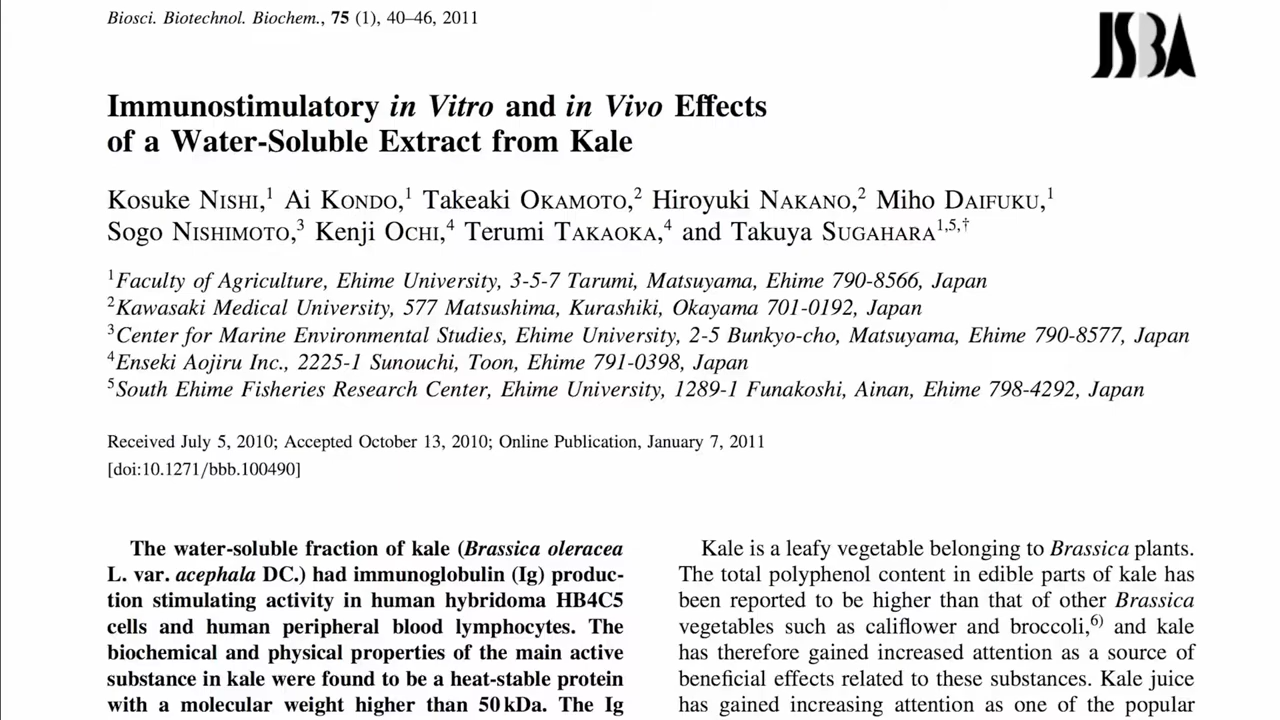 Biosci. Biotechnol. Biochem., 75 (1), 40–46, 2011
JSBA
Immunostimulatory in Vitro and in Vivo Effects
of a Water-Soluble Extract from Kale
Kosuke NISHI,1 Ai KONDO,1 Takeaki OKAMOTO,2 Hiroyuki NAKANO,2 Miho DAIFUKU,1
Sogo NISHIMOTO,3 Kenji OCHI,4 Terumi TAKAOKA,4 and Takuya SUGAHARA1,5,†
1Faculty of Agriculture, Ehime University, 3-5-7 Tarumi, Matsuyama, Ehime 790-8566, Japan
2Kawasaki Medical University, 577 Matsushima, Kurashiki, Okayama 701-0192, Japan
3Center for Marine Environmental Studies, Ehime University, 2-5 Bunkyo-cho, Matsuyama, Ehime 790-8577, Japan
4Enseki Aojiru Inc., 2225-1 Sunouchi, Toon, Ehime 791-0398, Japan
5South Ehime Fisheries Research Center, Ehime University, 1289-1 Funakoshi, Ainan, Ehime 798-4292, Japan
Received July 5, 2010; Accepted October 13, 2010; Online Publication, January 7, 2011
[doi:10.1271/bbb.100490]
The water-soluble fraction of kale (Brassica oleracea
L. var. acephala DC.) had immunoglobulin (Ig) produc-
tion stimulating activity in human hybridoma HB4C5
cells and human peripheral blood lymphocytes. The
biochemical and physical properties of the main active
substance in kale were found to be a heat-stable protein
with a molecular weight higher than 50 kDa. The Ig
Kale is a leafy vegetable belonging to Brassica plants.
The total polyphenol content in edible parts of kale has
been reported to be higher than that of other Brassica
vegetables such as califlower and broccoli,6) and kale
has therefore gained increased attention as a source of
beneficial effects related to these substances. Kale juice
has gained increasing attention as one of the popular